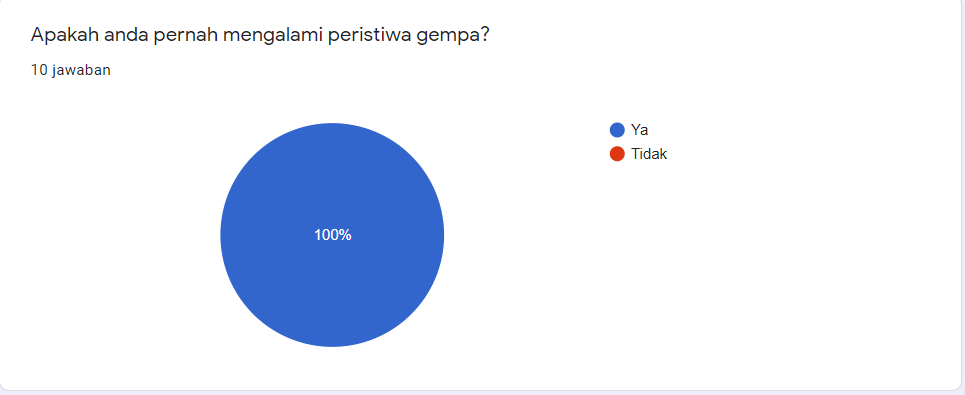 Apakah anda pernah mengalami peristiwa gempa?
10 jawaban
Ya
Tidak
100%